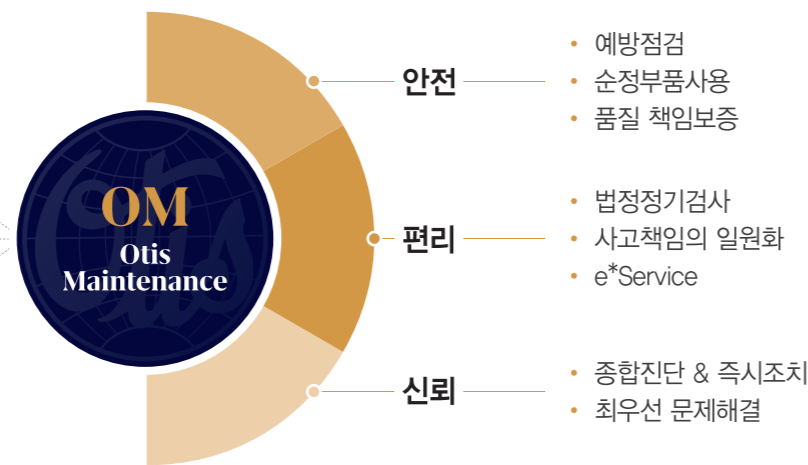 OM
Otis
Maintenance
안전
• 예방점검
• 순정부품사용
• 품질 책임보증
편리
• 법정정기검사
• 사고책임의 일원화
• e*Service
신뢰
• 종합진단 & 즉시조치
• 최우선 문제해결